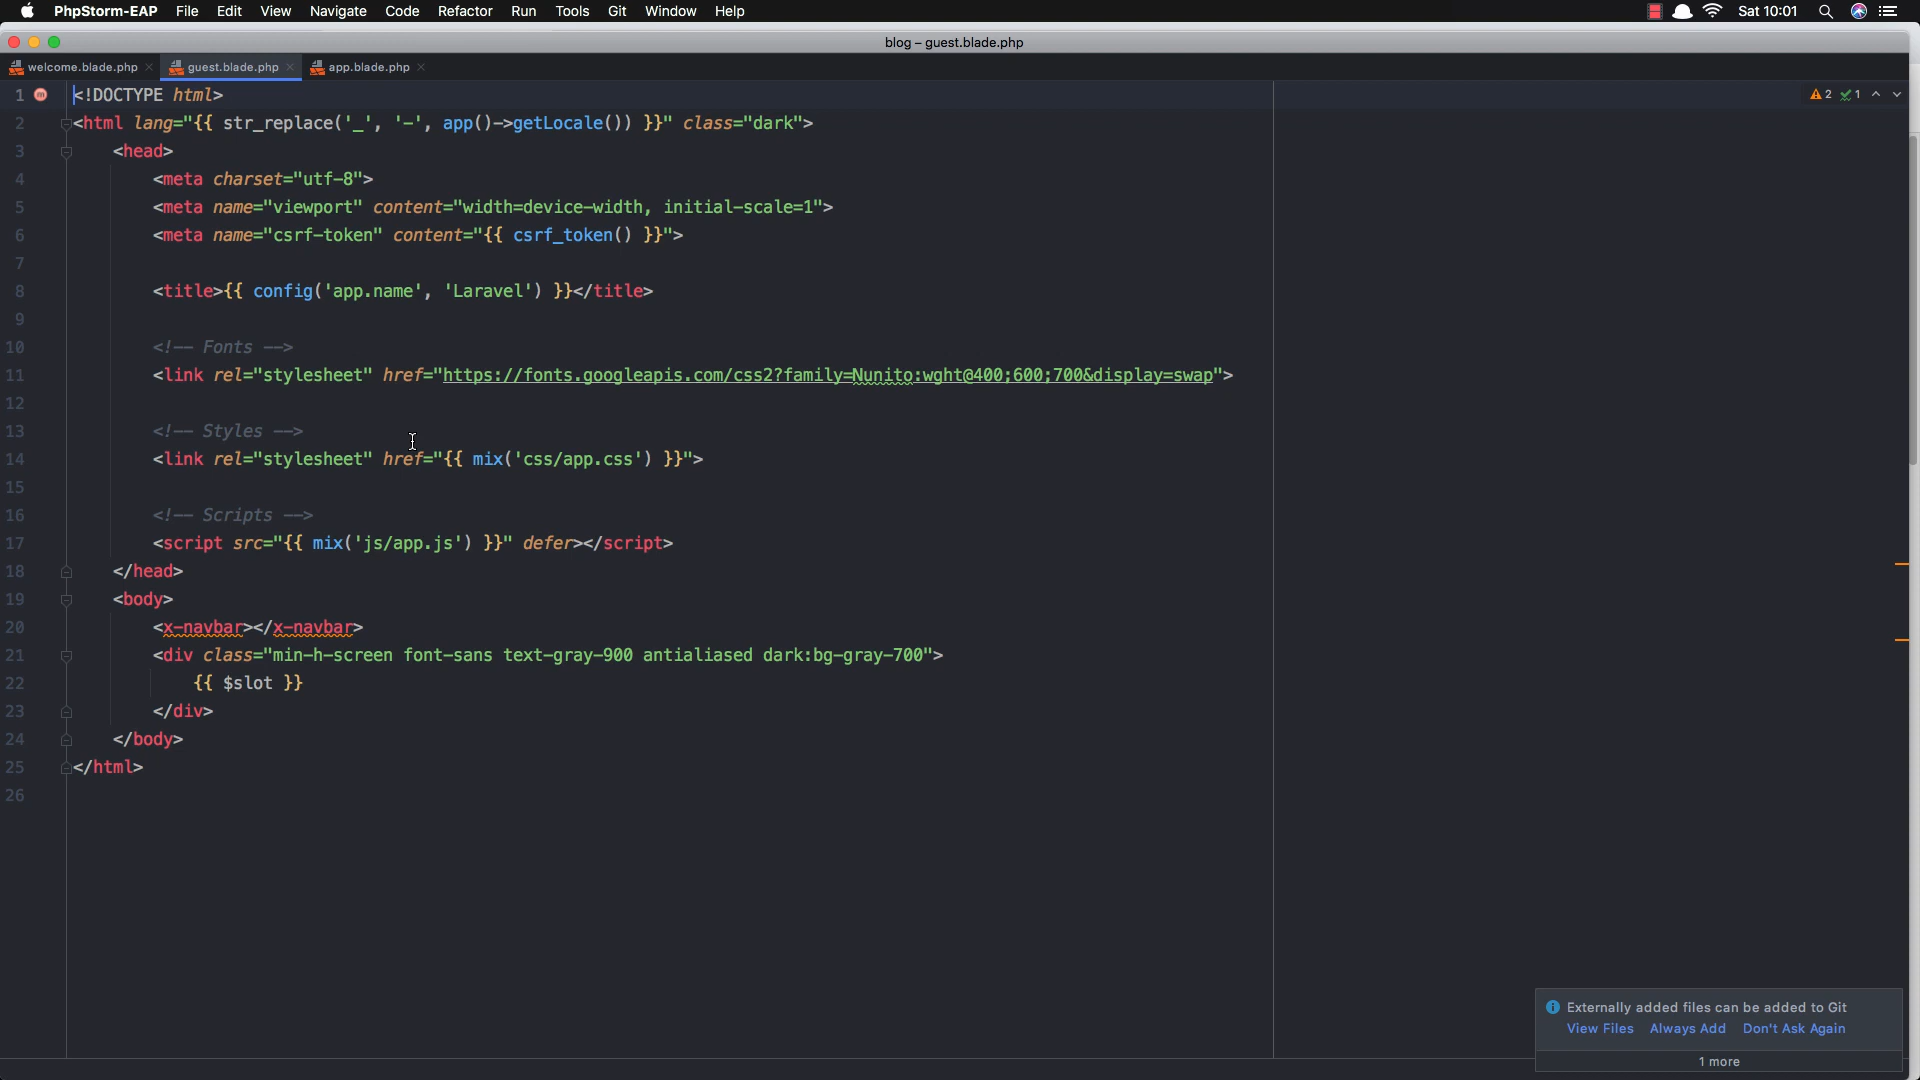 PhpStorm-EAP File Edit View Navigate Code Refactor Run Tools Git Window Help Sat 10:01
blog – guest.blade.php
welcome.blade.php guest.blade.php app.blade.php
1 <!DOCTYPE html> 2 1
2 <html lang="{{ str_replace('_', '-', app()->getLocale()) }}" class="dark">
3 <head>
4 <meta charset="utf-8">
5 <meta name="viewport" content="width=device-width, initial-scale=1">
6 <meta name="csrf-token" content="{{ csrf_token() }}">
7
8 <title>{{ config('app.name', 'Laravel') }}</title>
9
10 <!-- Fonts -->
11 <link rel="stylesheet" href="https://fonts.googleapis.com/css2?family=Nunito:wght@400;600;700&display=swap">
12
13 <!-- Styles -->
14 <link rel="stylesheet" href="{{ mix('css/app.css') }}">
15
16 <!-- Scripts -->
17 <script src="{{ mix('js/app.js') }}" defer></script>
18 </head>
19 <body>
20 <x-navbar></x-navbar>
21 <div class="min-h-screen font-sans text-gray-900 antialiased dark:bg-gray-700">
22 {{ $slot }}
23 </div>
24 </body>
25 </html>
26
Externally added files can be added to Git
View Files Always Add Don't Ask Again
1 more